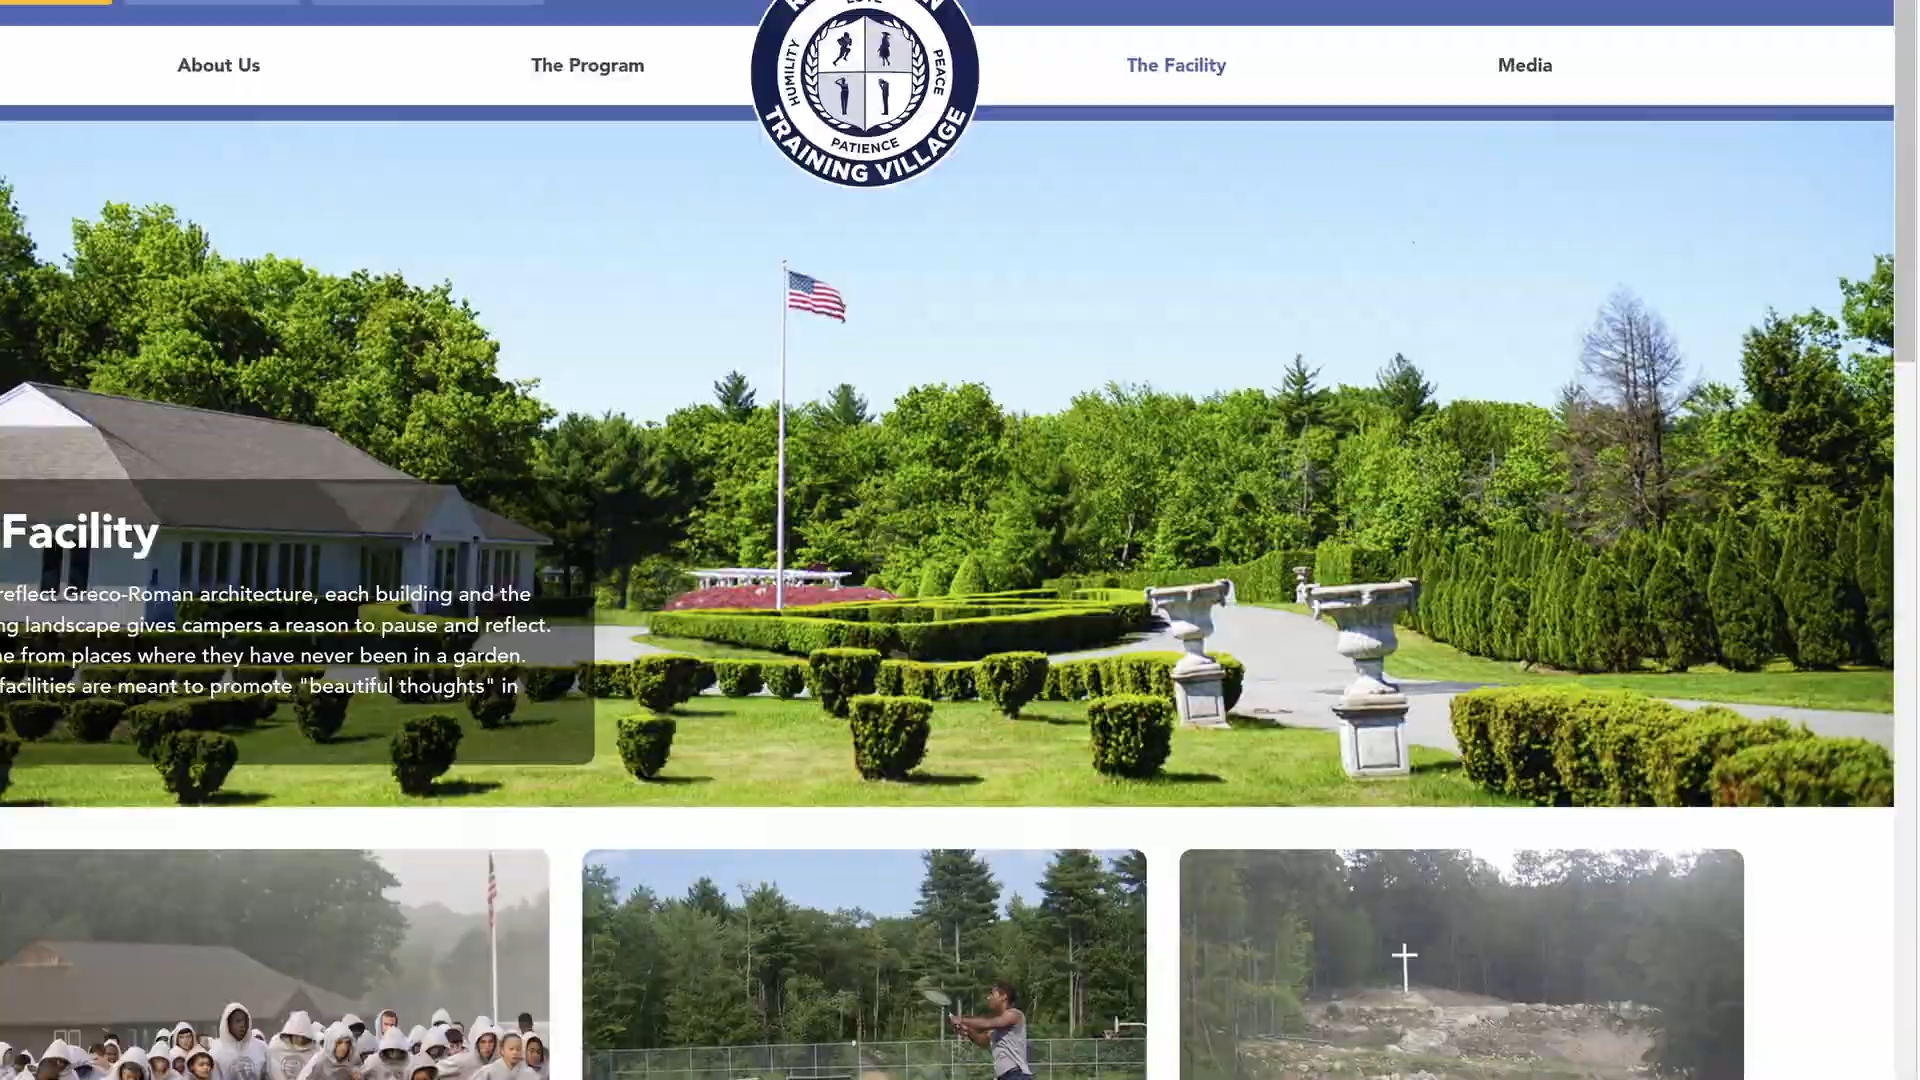 About Us
The Program
The Facility
Media
HUMILITY
PEACE
PATIENCE
TRAINING VILLAGE
Facility
reflect Greco-Roman architecture, each building and the
landscape gives campers a reason to pause and reflect.
from places where they have never been in a garden.
facilities are meant to promote "beautiful thoughts" in